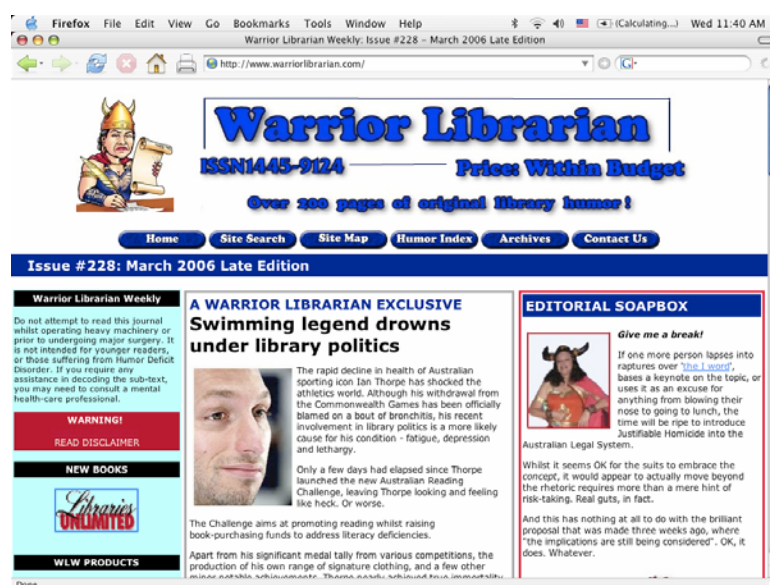 Firefox File Edit View Go Bookmarks Tools Window Help (Calculating...) Wed 11:40 AM
Warrior Librarian Weekly: Issue #228 – March 2006 Late Edition
http://www.warriorlibrarian.com/
G
Warrior Librarian
ISSN1445-9124
Price: Within Budget
Over 200 pages of original library humor!
Home Site Search Site Map Humor Index Archives Contact Us
Issue #228: March 2006 Late Edition
Warrior Librarian Weekly
Do not attempt to read this journal
whilst operating heavy machinery or
prior to undergoing major surgery. It
is not intended for younger readers,
or those suffering from Humor Deficit
Disorder. If you require any
assistance in decoding the sub-text,
you may need to consult a mental
health-care professional.
WARNING!
READ DISCLAIMER
NEW BOOKS
Libraries
UNLIMITED
WLW PRODUCTS
A WARRIOR LIBRARIAN EXCLUSIVE
Swimming legend drowns
under library politics
The rapid decline in health of Australian
sporting icon Ian Thorpe has shocked the
athletics world. Although his withdrawal from
the Commonwealth Games has been officially
blamed on a bout of bronchitis, his recent
involvement in library politics is a more likely
cause for his condition - fatigue, depression
and lethargy.
Only a few days had elapsed since Thorpe
launched the new Australian Reading
Challenge, leaving Thorpe looking and feeling
like heck. Or worse.
The Challenge aims at promoting reading whilst raising
book-purchasing funds to address literacy deficiencies.
Apart from his significant medal tally from various competitions, the
production of his own range of signature clothing, and a few other
minor notable achievements, Thorpe nearly achieved true immortality
EDITORIAL SOAPBOX
Give me a break!
If one more person lapses into
raptures over 'the I word',
bases a keynote on the topic, or
uses it as an excuse for
anything from blowing their
nose to going to lunch, the
time will be ripe to introduce
Justifiable Homicide into the
Australian Legal System.
Whilst it seems OK for the suits to embrace the
concept, it would appear to actually move beyond
the rhetoric requires more than a mere hint of
risk-taking. Real guts, in fact.
And this has nothing at all to do with the brilliant
proposal that was made three weeks ago, where
"the implications are still being considered". OK, it
does. Whatever.
Done